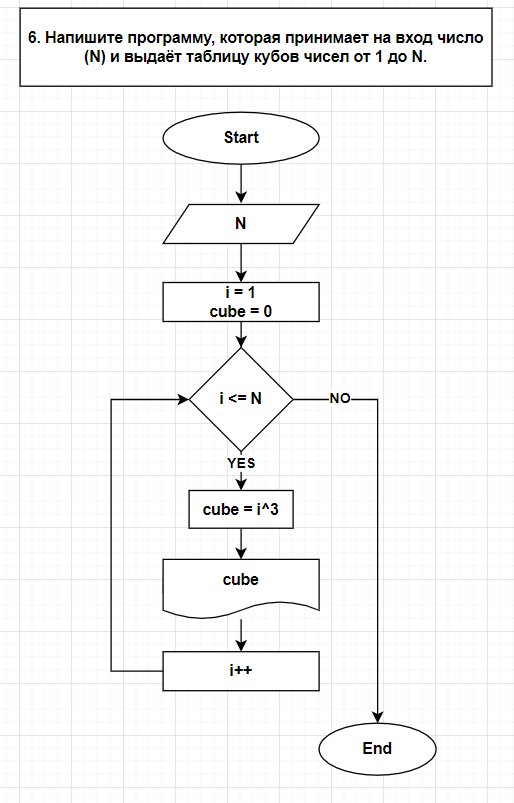 6. Напишите программу, которая принимает на вход число
(N) и выдаёт таблицу кубов чисел от 1 до N.
Start
N
i = 1
cube = 0
i <= N
NO
YES
cube = i^3
cube
i++
End